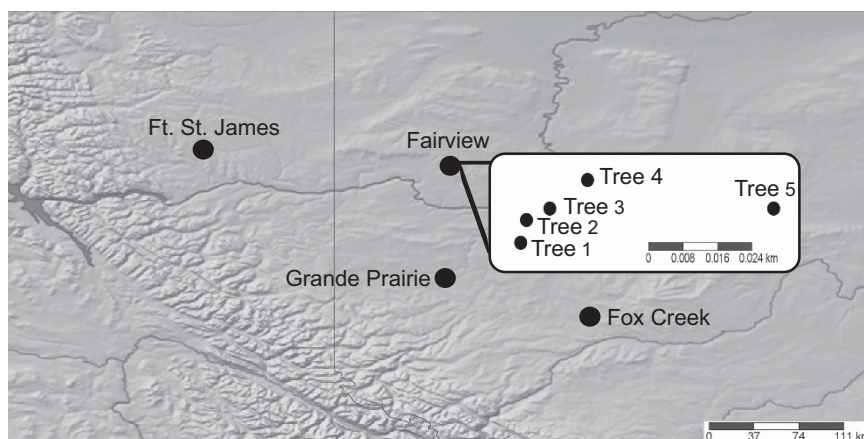 Ft. St. James
Fairview
Tree 4
Tree 5
Tree 3
Tree 2
Tree 1
0 0.008 0.016 0.024 km
Grande Prairie
Fox Creek
0 37 74 111 km